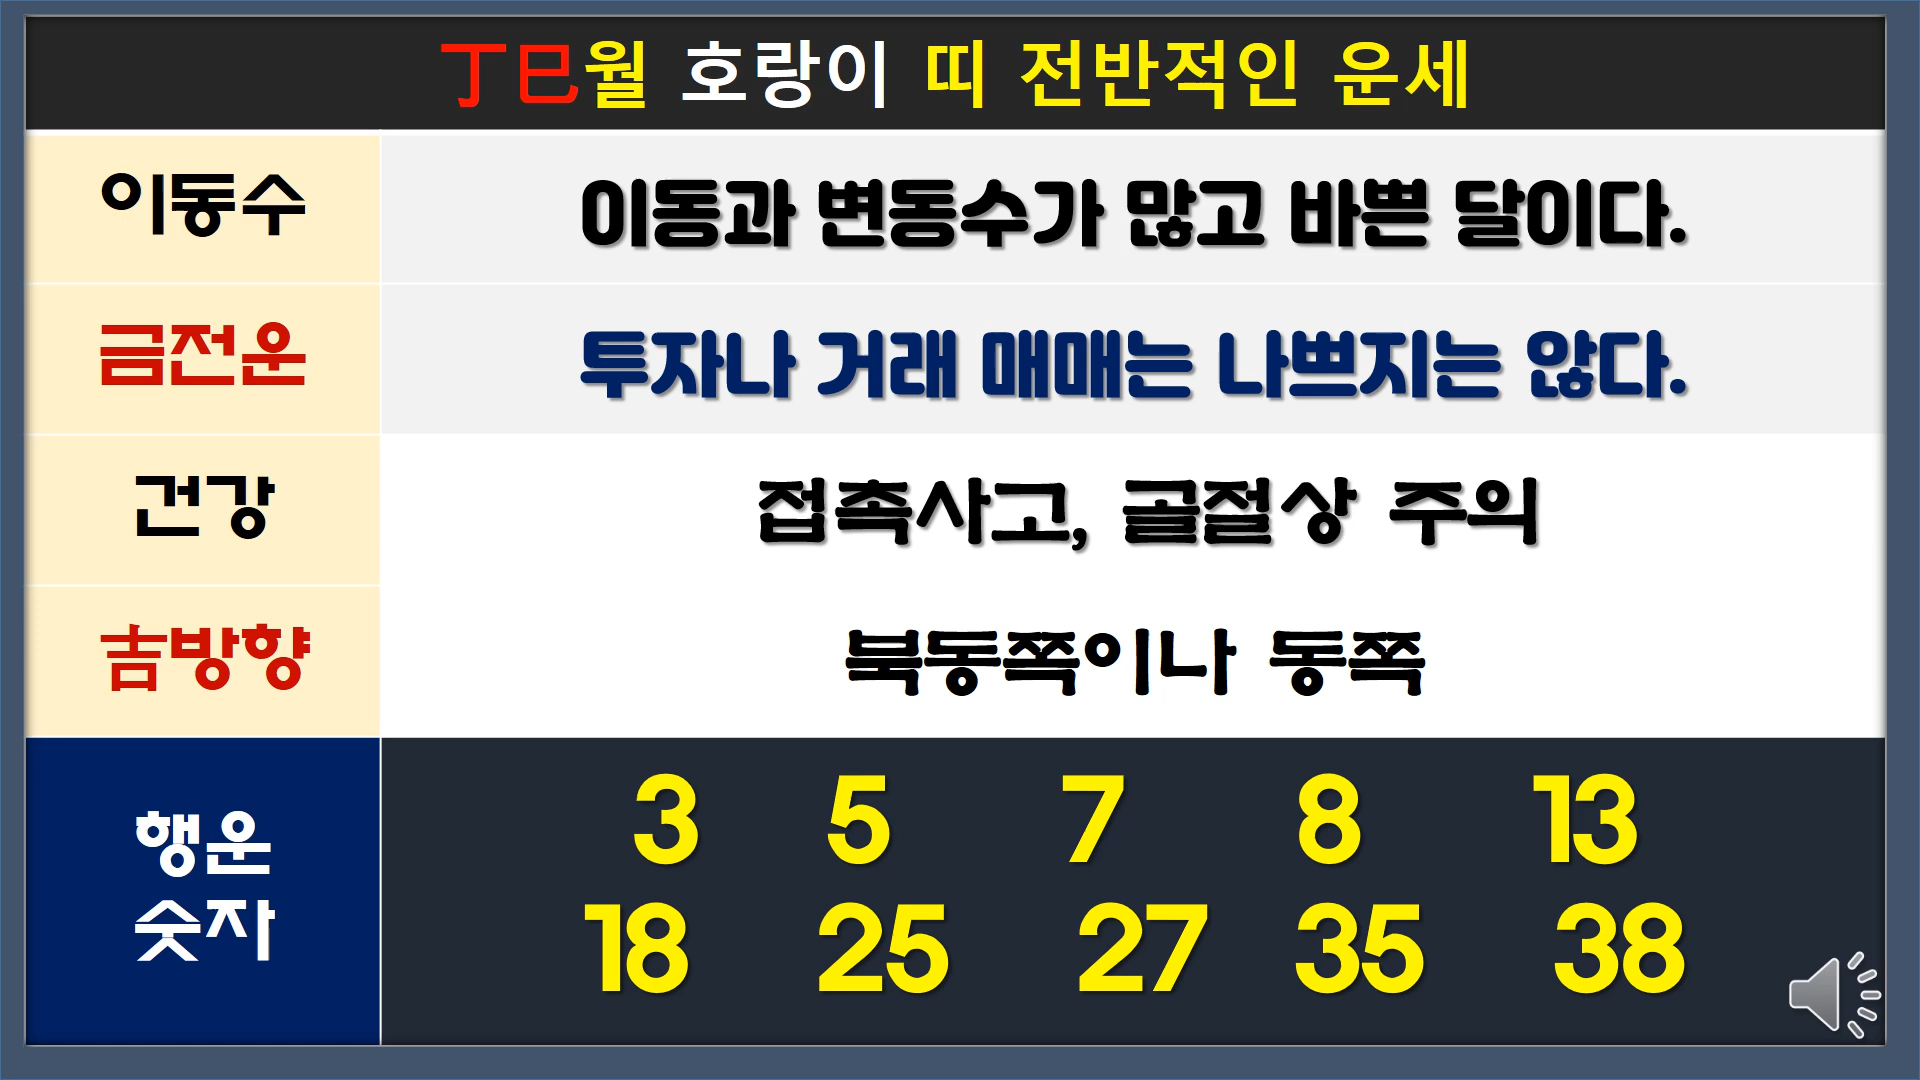 丁巳월 호랑이 띠 전반적인 운세
이동수
이동과 변동수가 많고 바쁜 달이다.
금전운
투자나 거래 매매는 나쁘지는 않다.
건강
접촉사고, 골절상 주의
吉방향
북동쪽이나 동쪽
행운
숫자
3 5 7 8 13
18 25 27 35 38